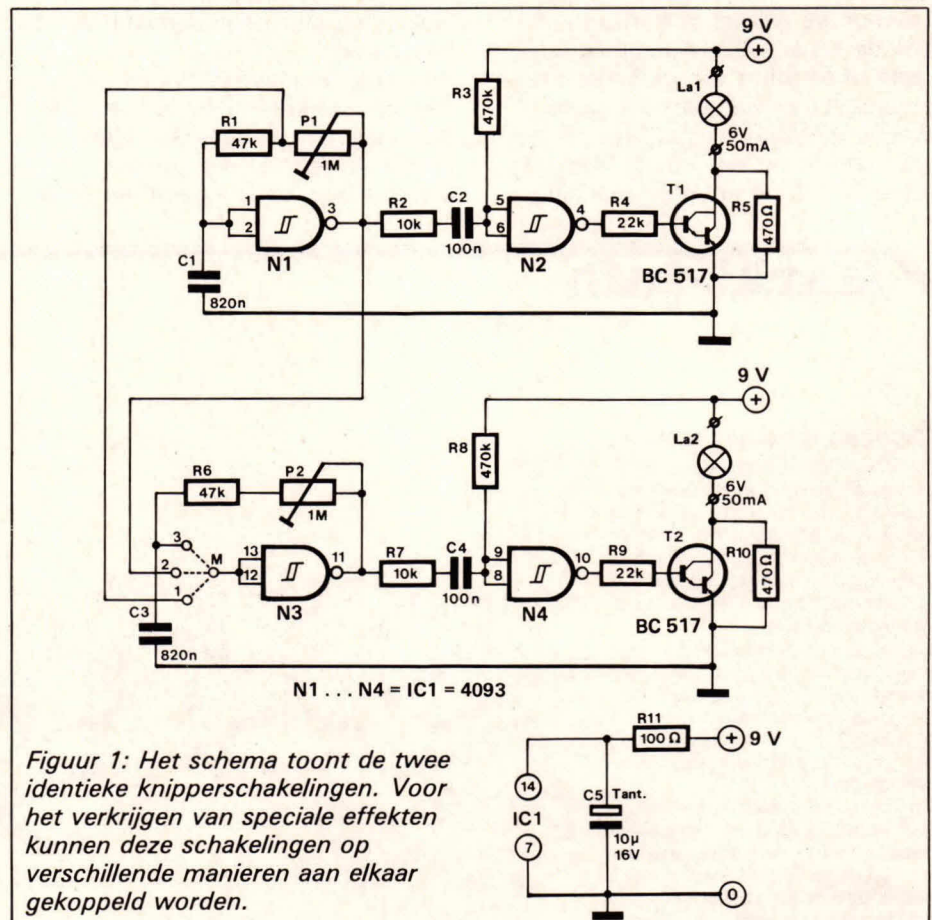 9 V
+
La1
6V
50mA
R3
470k
R1
47k
P1
1M
1
2
3
N1
C1
820n
R2
10k
C2
100n
5
6
4
N2
R4
22k
T1
BC 517
R5
470Ω
9 V
+
La2
6V
50mA
R8
470k
R6
47k
P2
1M
3
2
1
M
13
12
11
N3
C3
820n
R7
10k
C4
100n
9
8
10
N4
R9
22k
T2
BC 517
R10
470Ω
N1 . . . N4 = IC1 = 4093
R11
100 Ω
+ 9 V
14
IC1
7
C5 Tant.
10µ
16V
0
Figuur 1: Het schema toont de twee
identieke knipperschakelingen. Voor
het verkrijgen van speciale effekten
kunnen deze schakelingen op
verschillende manieren aan elkaar
gekoppeld worden.